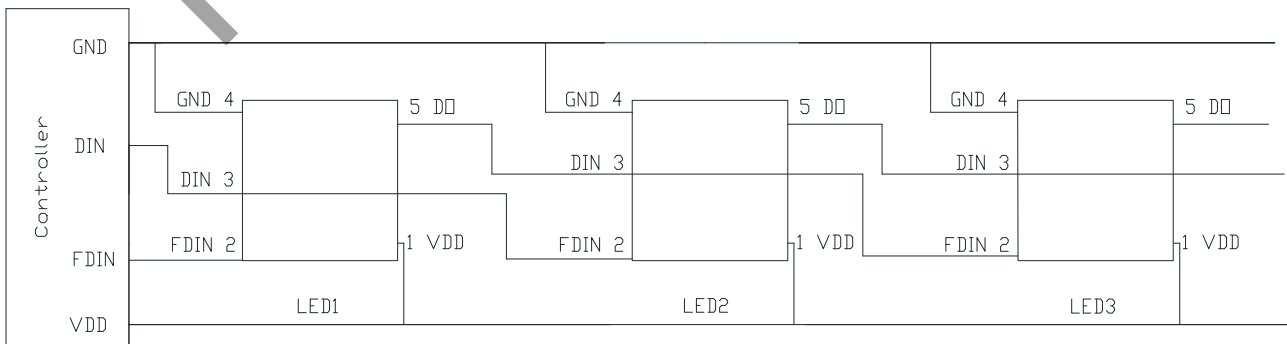 Controller
GND
DIN
FDIN
VDD
GND 4
5 DO
DIN 3
FDIN 2
1 VDD
LED1
GND 4
5 DO
DIN 3
FDIN 2
1 VDD
LED2
GND 4
5 DO
DIN 3
FDIN 2
1 VDD
LED3